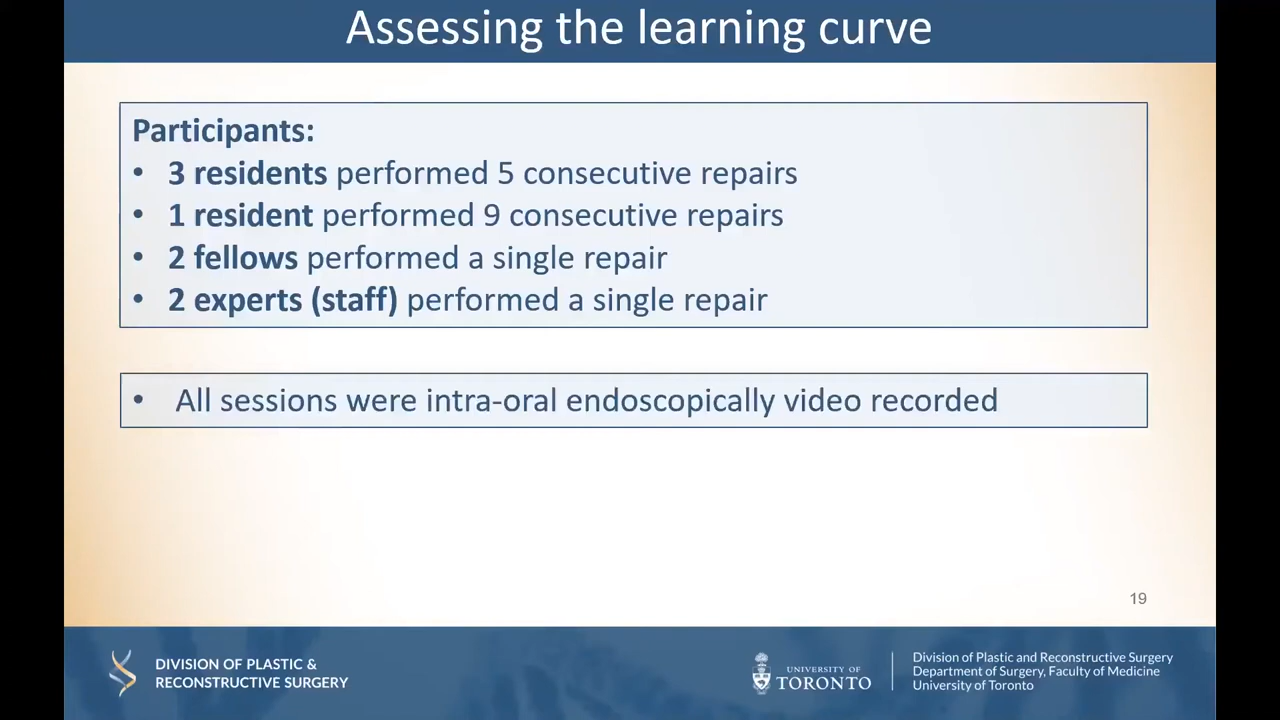 Assessing the learning curve
Participants:
• 3 residents performed 5 consecutive repairs
• 1 resident performed 9 consecutive repairs
• 2 fellows performed a single repair
• 2 experts (staff) performed a single repair
• All sessions were intra-oral endoscopically video recorded
19
DIVISION OF PLASTIC &
RECONSTRUCTIVE SURGERY
UNIVERSITY OF
TORONTO
Division of Plastic and Reconstructive Surgery
Department of Surgery, Faculty of Medicine
University of Toronto